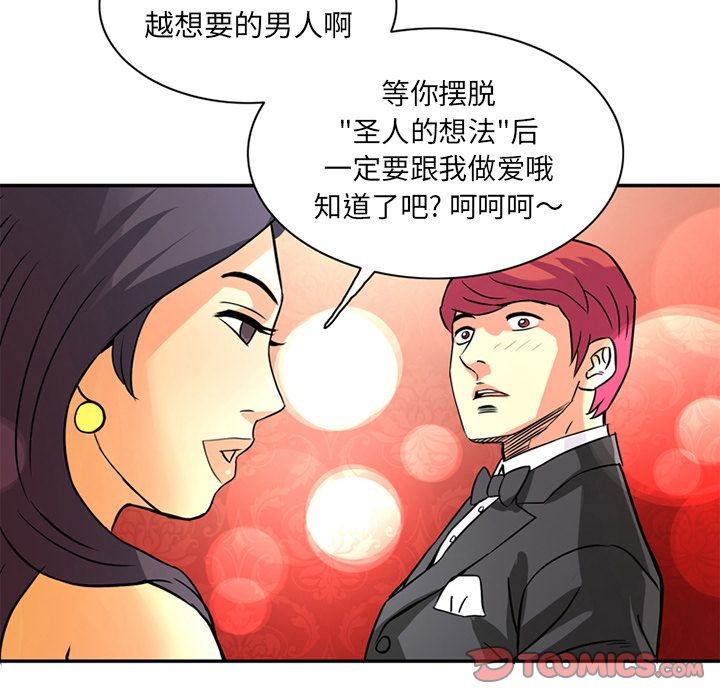 越想要的男人啊
等你摆脱
"圣人的想法"后
一定要跟我做爱哦
知道了吧? 呵呵呵～
DTCOMICS.COM